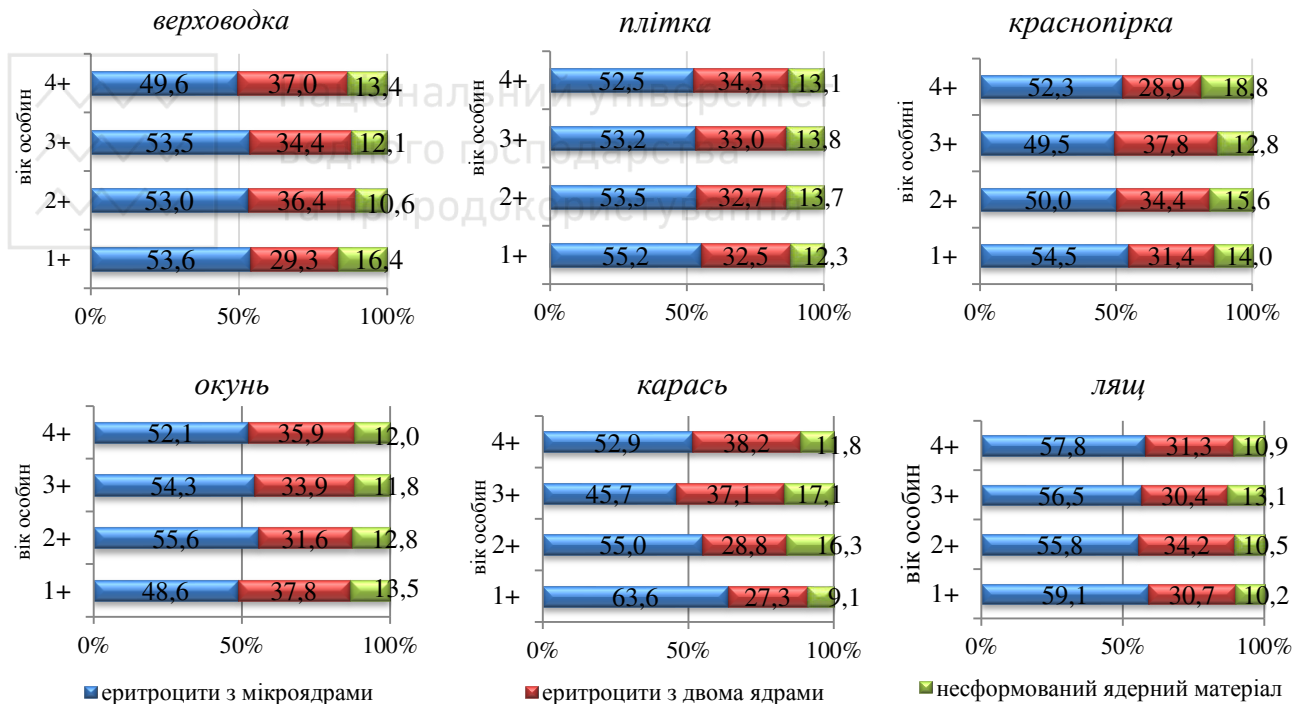 верховодка
вік особин
4+ 49,6 37,0 13,4
3+ 53,5 34,4 12,1
2+ 53,0 36,4 10,6
1+ 53,6 29,3 16,4
0% 50% 100%
плітка
4+ 52,5 34,3 13,1
3+ 53,2 33,0 13,8
2+ 53,5 32,7 13,7
1+ 55,2 32,5 12,3
0% 50% 100%
краснопірка
вік особині
4+ 52,3 28,9 18,8
3+ 49,5 37,8 12,8
2+ 50,0 34,4 15,6
1+ 54,5 31,4 14,0
0% 50% 100%
Національний університе
водного господарства
та природокористування
окунь
вік особин
4+ 52,1 35,9 12,0
3+ 54,3 33,9 11,8
2+ 55,6 31,6 12,8
1+ 48,6 37,8 13,5
0% 50% 100%
карась
вік особин
4+ 52,9 38,2 11,8
3+ 45,7 37,1 17,1
2+ 55,0 28,8 16,3
1+ 63,6 27,3 9,1
0% 50% 100%
лящ
вік особин
4+ 57,8 31,3 10,9
3+ 56,5 30,4 13,1
2+ 55,8 34,2 10,5
1+ 59,1 30,7 10,2
0% 50% 100%
еритроцити з мікроядрами
еритроцити з двома ядрами
несформований ядерний матеріал